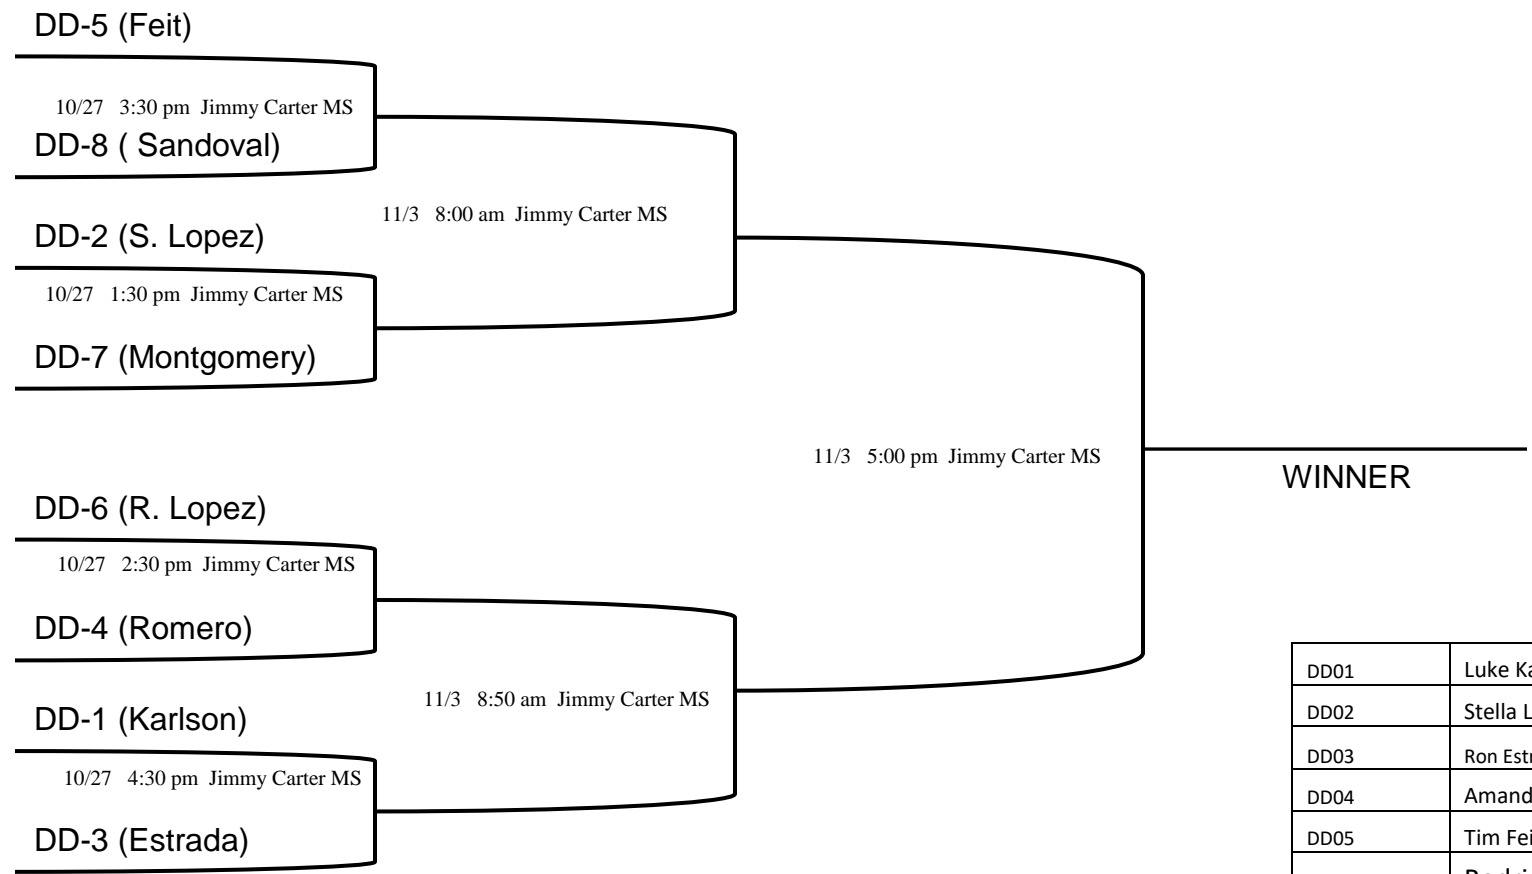 DD-5 (Feit)
10/27 3:30 pm Jimmy Carter MS
DD-8 ( Sandoval)
11/3 8:00 am Jimmy Carter MS
DD-2 (S. Lopez)
10/27 1:30 pm Jimmy Carter MS
DD-7 (Montgomery)
11/3 5:00 pm Jimmy Carter MS
WINNER
DD-6 (R. Lopez)
10/27 2:30 pm Jimmy Carter MS
DD-4 (Romero)
11/3 8:50 am Jimmy Carter MS
DD-1 (Karlson)
10/27 4:30 pm Jimmy Carter MS
DD-3 (Estrada)
DD01 Luke
DD02 Stella
DD03 Ron
DD04
DD05 Tim